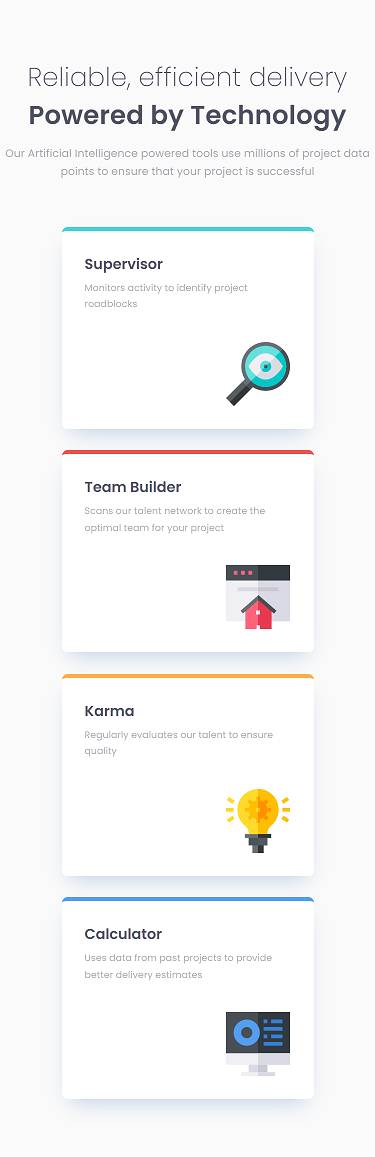 Reliable, efficient delivery
Powered by Technology
Our Artificial Intelligence powered tools use millions of project data
points to ensure that your project is successful
Supervisor
Monitors activity to identify project
roadblocks
Team Builder
Scans our talent network to create the
optimal team for your project
Karma
Regularly evaluates our talent to ensure
quality
Calculator
Uses data from past projects to provide
better delivery estimates